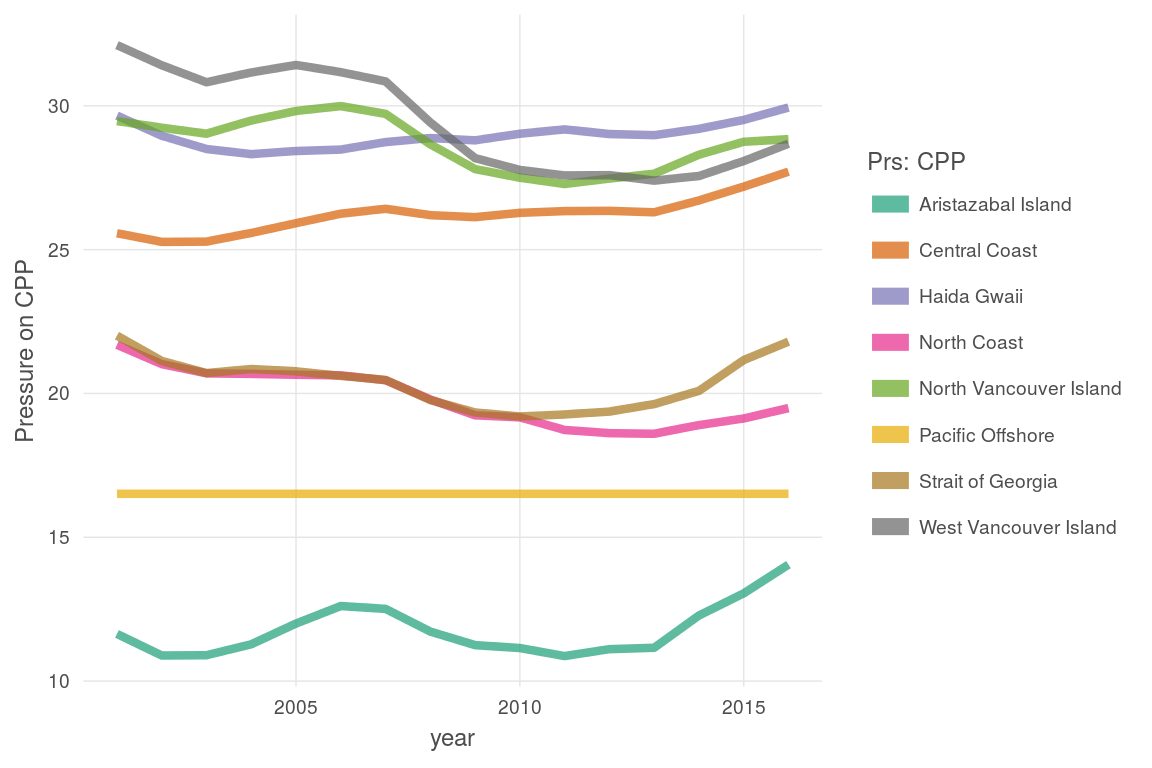 30
25
20
15
10
Pressure on CPP
2005 2010 2015
year
Prs: CPP
Aristazabal Island
Central Coast
Haida Gwaii
North Coast
North Vancouver Island
Pacific Offshore
Strait of Georgia
West Vancouver Island